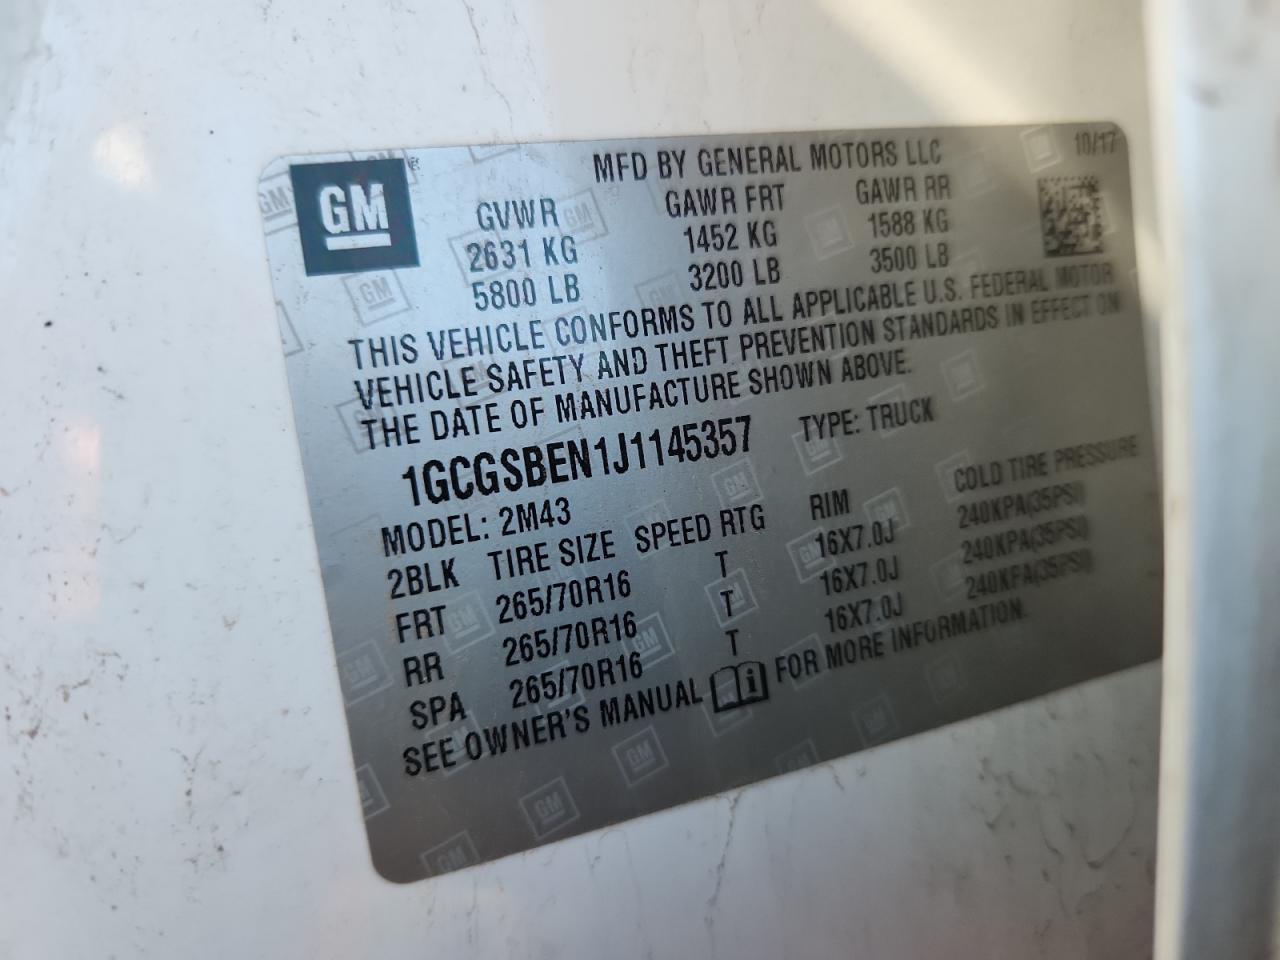 GM
MFD BY GENERAL MOTORS LLC 10/17
GVWR GAWR FRT GAWR RR
2631 KG 1452 KG 1588 KG
5800 LB 3200 LB 3500 LB
THIS VEHICLE CONFORMS TO ALL APPLICABLE U.S. FEDERAL MOTOR
VEHICLE SAFETY AND THEFT PREVENTION STANDARDS IN EFFECT ON
THE DATE OF MANUFACTURE SHOWN ABOVE.
1GCGSBEN1J1145357 TYPE: TRUCK
MODEL: 2M43
2BLK TIRE SIZE SPEED RTG RIM COLD TIRE PRESSURE
FRT 265/70R16 T 16X7.0J 240KPA(35PSI)
RR 265/70R16 T 16X7.0J 240KPA(35PSI)
SPA 265/70R16 T 16X7.0J 240KPA(35PSI)
SEE OWNER'S MANUAL FOR MORE INFORMATION.